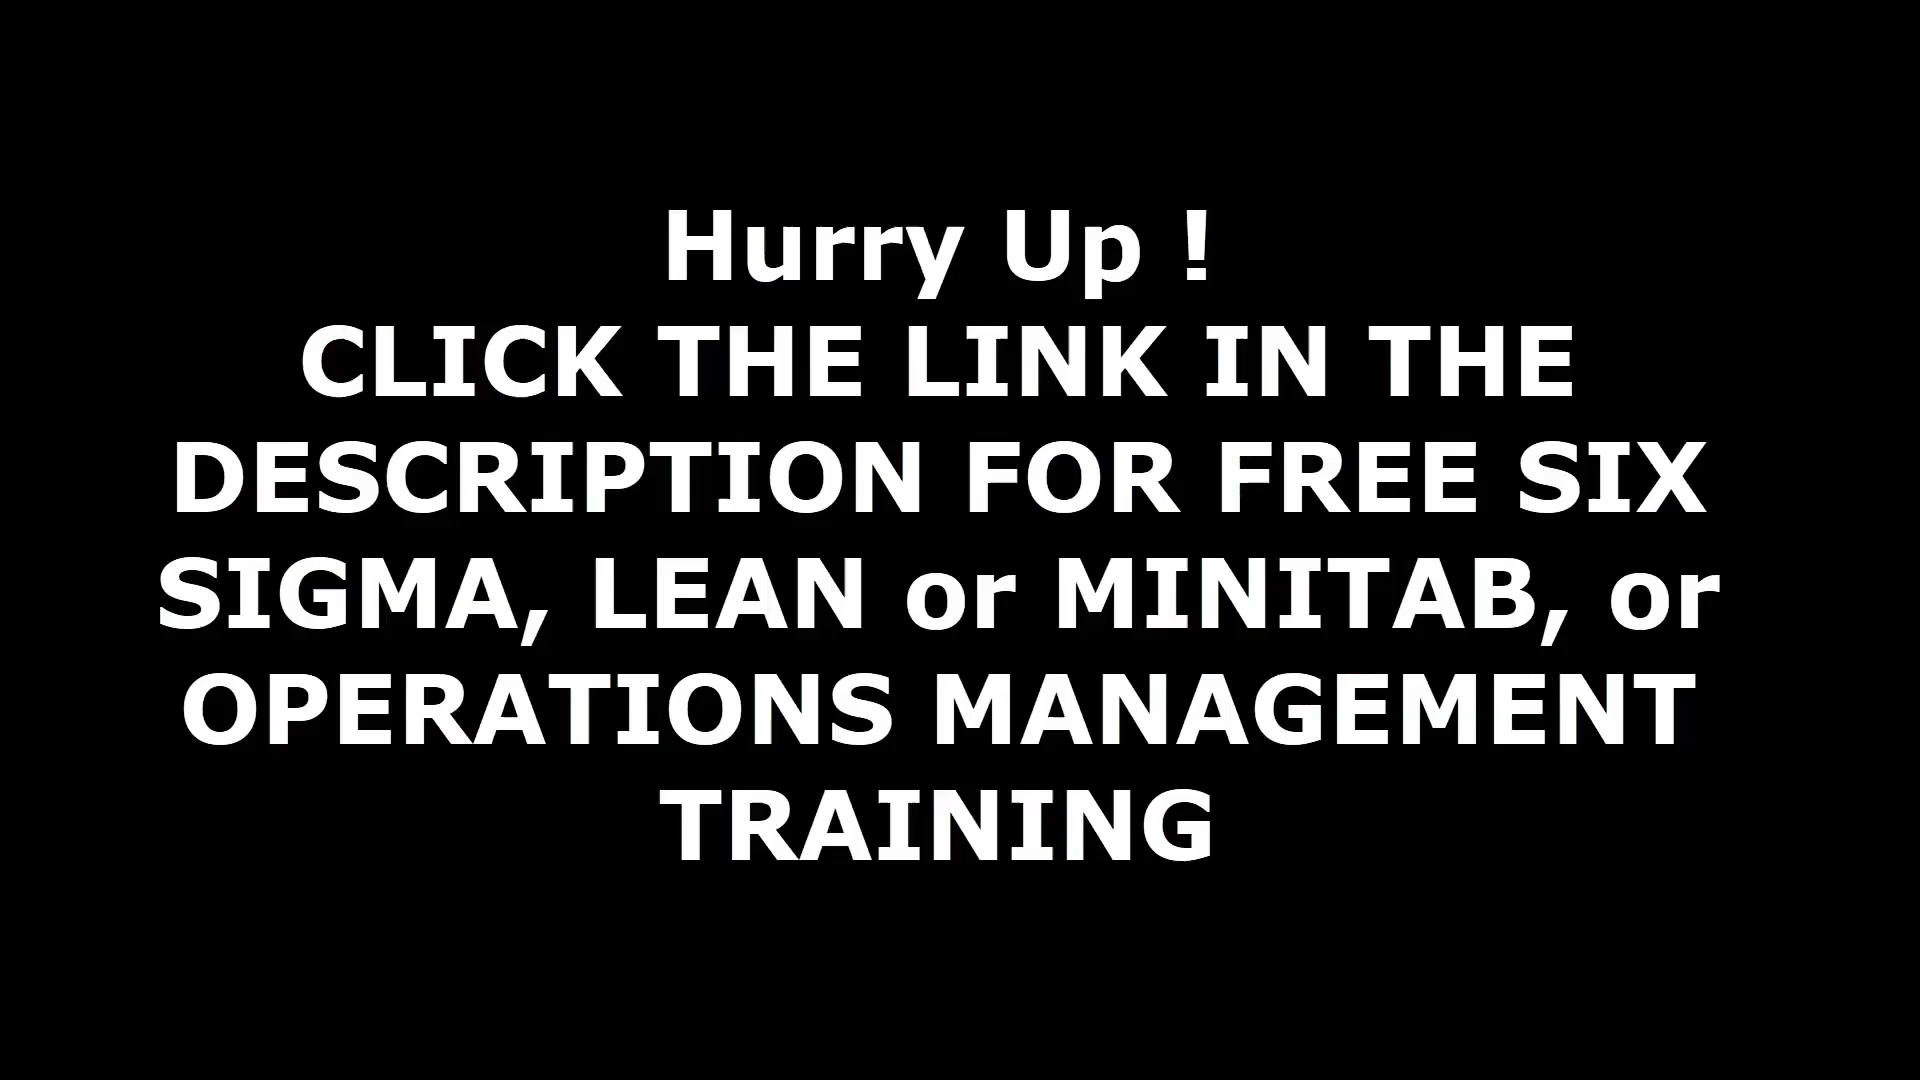 Hurry Up !
CLICK THE LINK IN THE
DESCRIPTION FOR FREE SIX
SIGMA, LEAN or MINITAB, or
OPERATIONS MANAGEMENT
TRAINING